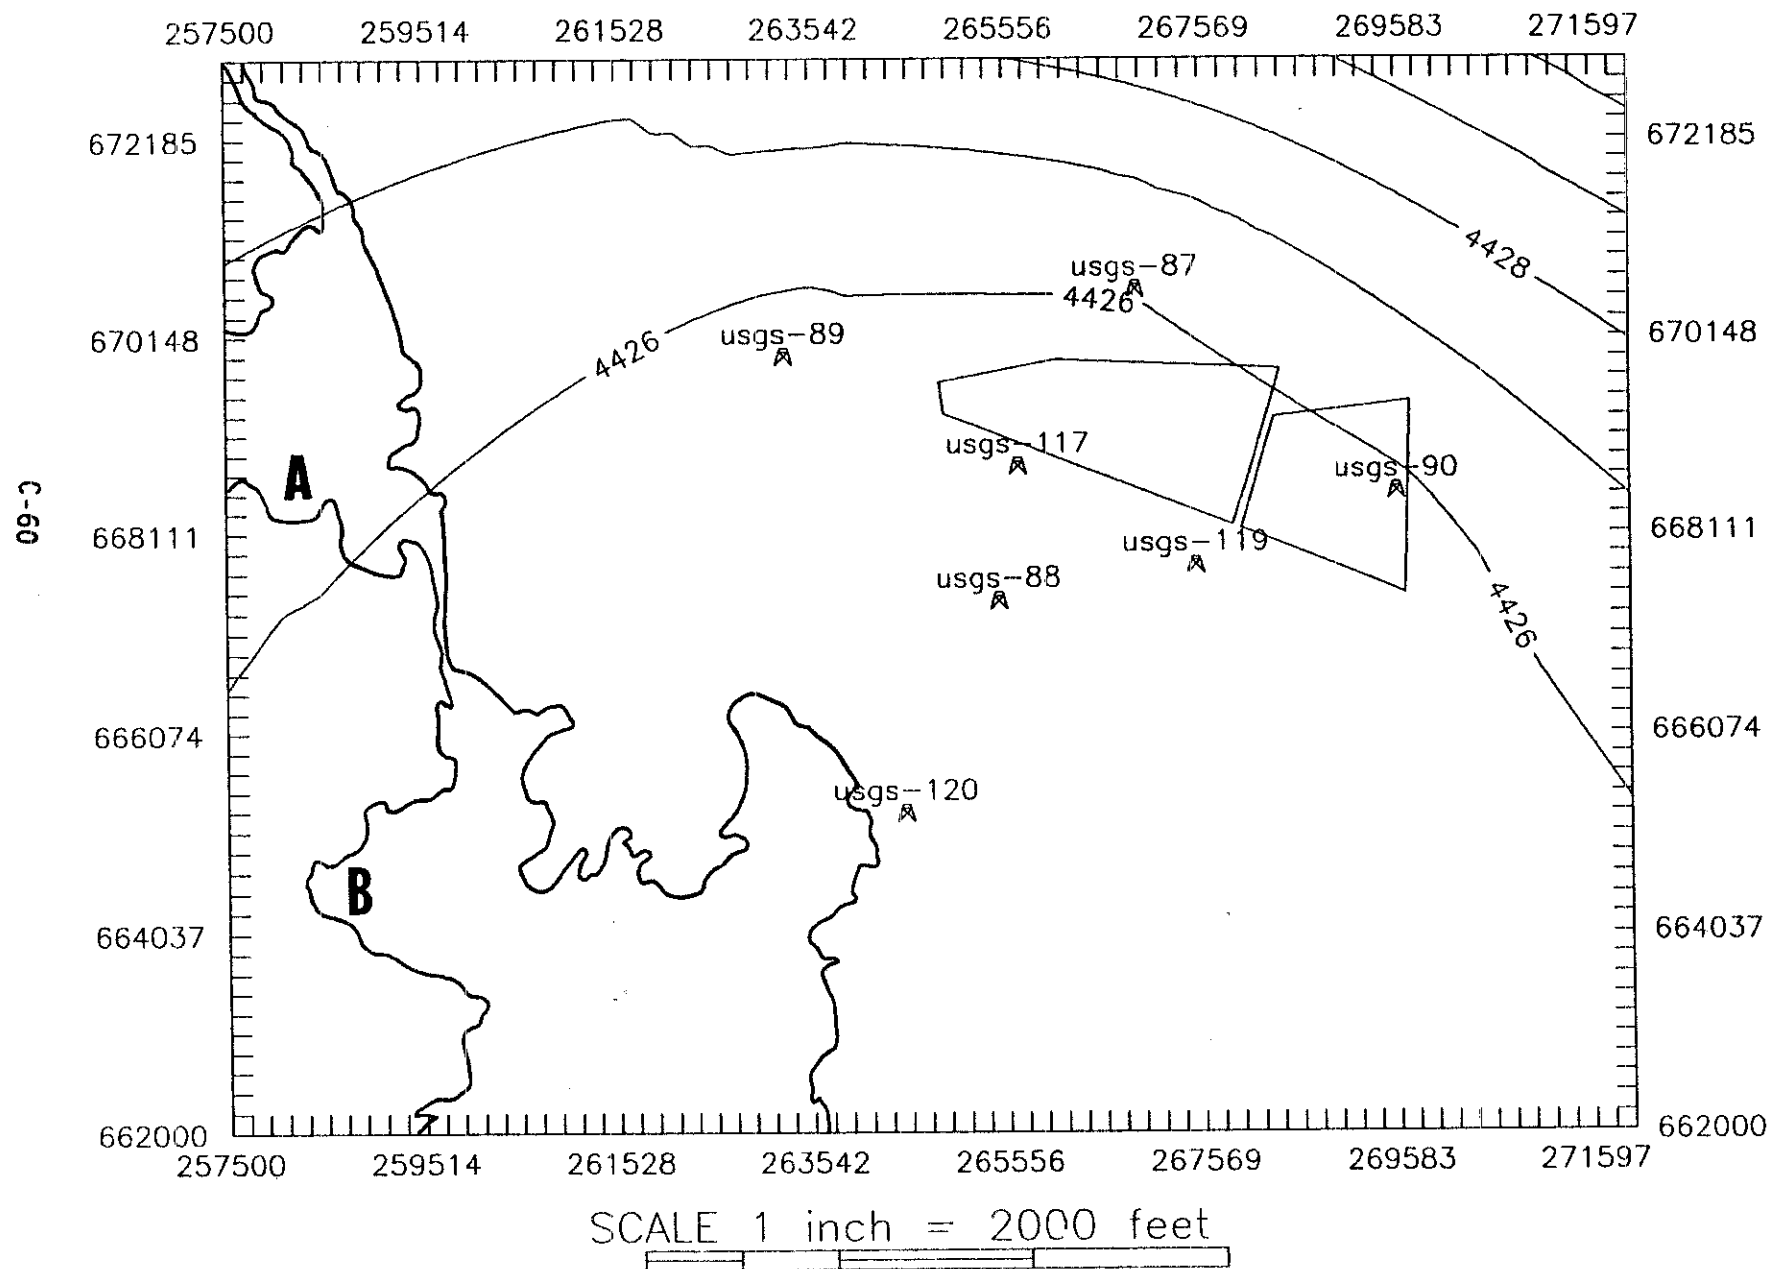 257500 259514 261528 263542 265556 267569 269583 271597
672185 672185
4428
usgs-87
4426
670148 usgs-89 670148
4426
usgs-117
usgs-90
A
C-60
668111 668111
usgs-119
usgs-88
4426
666074 666074
usgs-120
B
664037 664037
662000 662000
257500 259514 261528 263542 265556 267569 269583 271597
SCALE 1 inch = 2000 feet